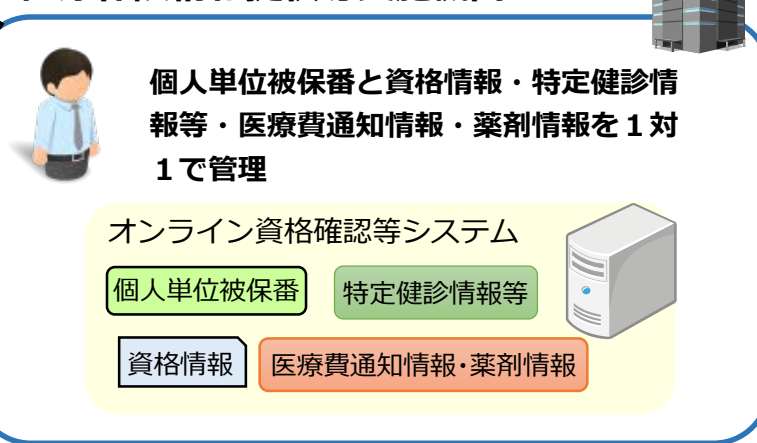 個人単位被保番と資格情報・特定健診情
報等・医療費通知情報・薬剤情報を１対
１で管理
オンライン資格確認等システム
個人単位被保番
特定健診情報等
資格情報
医療費通知情報・薬剤情報